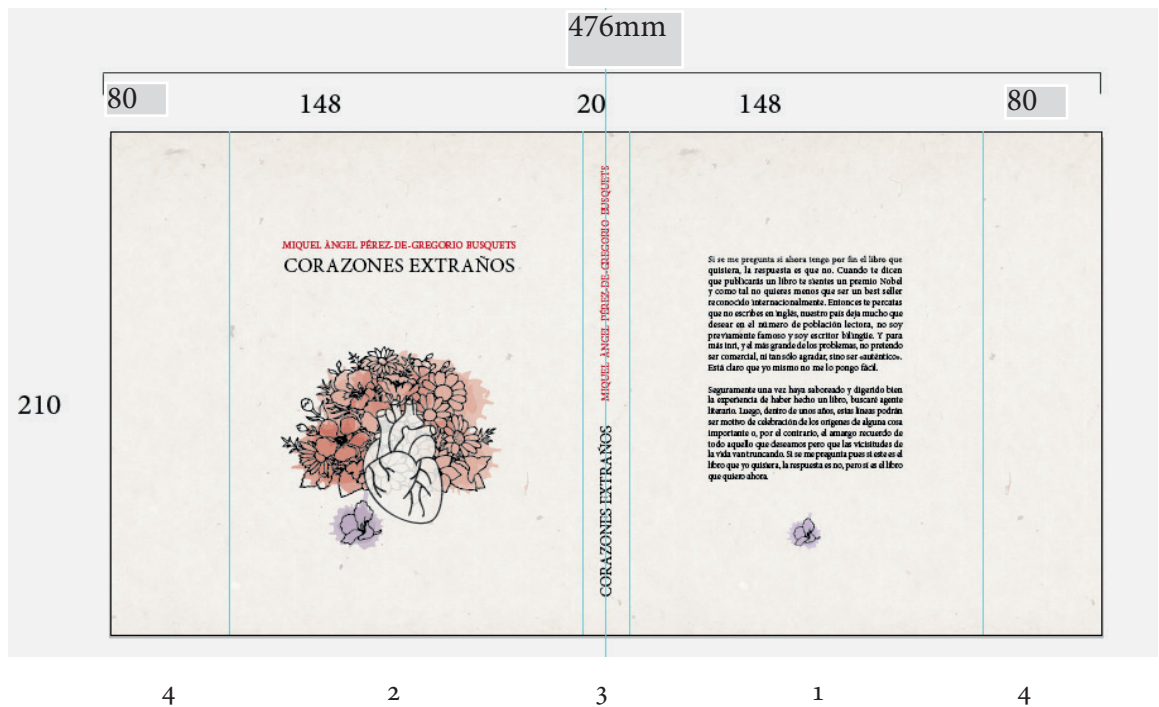 476mm
80 148 20 148 80
MIQUEL ÀNGEL PÉREZ-DE-GREGORIO BUSQUETS
CORAZONES EXTRAÑOS
MIQUEL ÀNGEL PÉREZ-DE-GREGORIO BUSQUETS
CORAZONES EXTRAÑOS
Si se me pregunta si ahora tengo por fin el libro que
quisiera, la respuesta es que no. Cuando te dicen
que publicarás un libro te sientes un premio Nobel
y como tal no quieres menos que ser un best seller
reconocido internacionalmente. Entonces te percatas
que no escribes en inglés, nuestro país deja mucho que
desear en el número de población lectora, no soy
previamente famoso y soy escritor bilingüe. Y para
más inri, y el más grande de los problemas, no pretendo
ser comercial, ni tan sólo agradar, sino ser «auténtico».
Está claro que yo mismo no me lo pongo fácil.
Seguramente una vez haya saboreado y digerido bien
la experiencia de haber hecho un libro, buscaré agente
literario. Luego, dentro de unos años, estas líneas podrán
ser motivo de celebración de los orígenes de alguna cosa
importante o, por el contrario, el amargo recuerdo de
todo aquello que deseamos pero que las vicisitudes de
la vida van truncando. Si se me pregunta pues si este es el
libro que yo quisiera, la respuesta es no, pero sí es el libro
que quiero ahora.
210
4 2 3 1 4